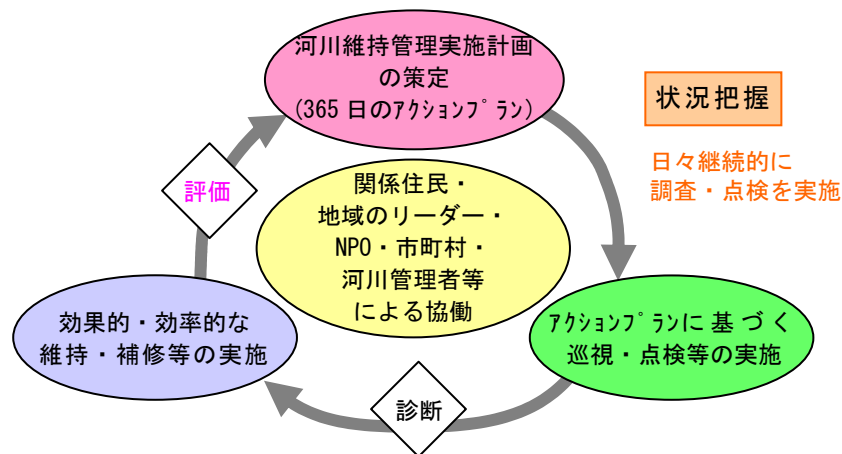 河川維持管理実施計画
の策定
(365 日のｱｸｼｮﾝﾌﾟﾗﾝ)
状況把握
日々継続的に
調査・点検を実施
評価
関係住民・
地域のリーダー・
NPO・市町村・
河川管理者等
による協働
効果的・効率的な
維持・補修等の実施
ｱｸｼｮﾝﾌﾟﾗﾝに基づく
巡視・点検等の実施
診断